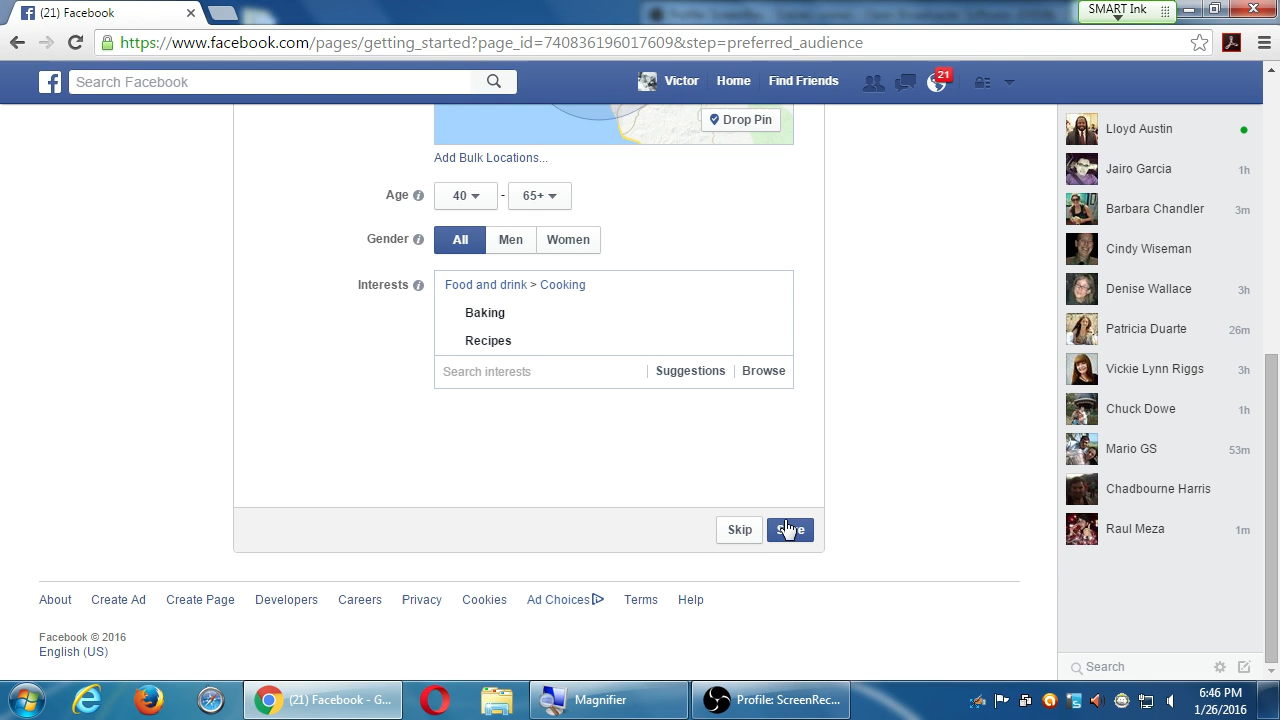 (21) Facebook
SMART Ink
https://www.facebook.com/pages/getting_started?page_id=749836196017609&step=preferred_audience
Search Facebook
Victor
Home
Find Friends
21
Drop Pin
Add Bulk Locations...
Age
40
-
65+
Gender
All
Men
Women
Interests
Food and drink > Cooking
Baking
Recipes
Search interests
Suggestions
Browse
Skip
Lloyd Austin
Jairo Garcia 1h
Barbara Chandler 3m
Cindy Wiseman
Denise Wallace 3h
Patricia Duarte 26m
Vickie Lynn Riggs 3h
Chuck Dowe 1h
Mario GS 53m
Chadbourne Harris
Raul Meza 1m
Search
About
Create Ad
Create Page
Developers
Careers
Privacy
Cookies
Ad Choices
Terms
Help
Facebook © 2016
English (US)
(21) Facebook - G...
Magnifier
Profile: ScreenRec...
6:46 PM
1/26/2016